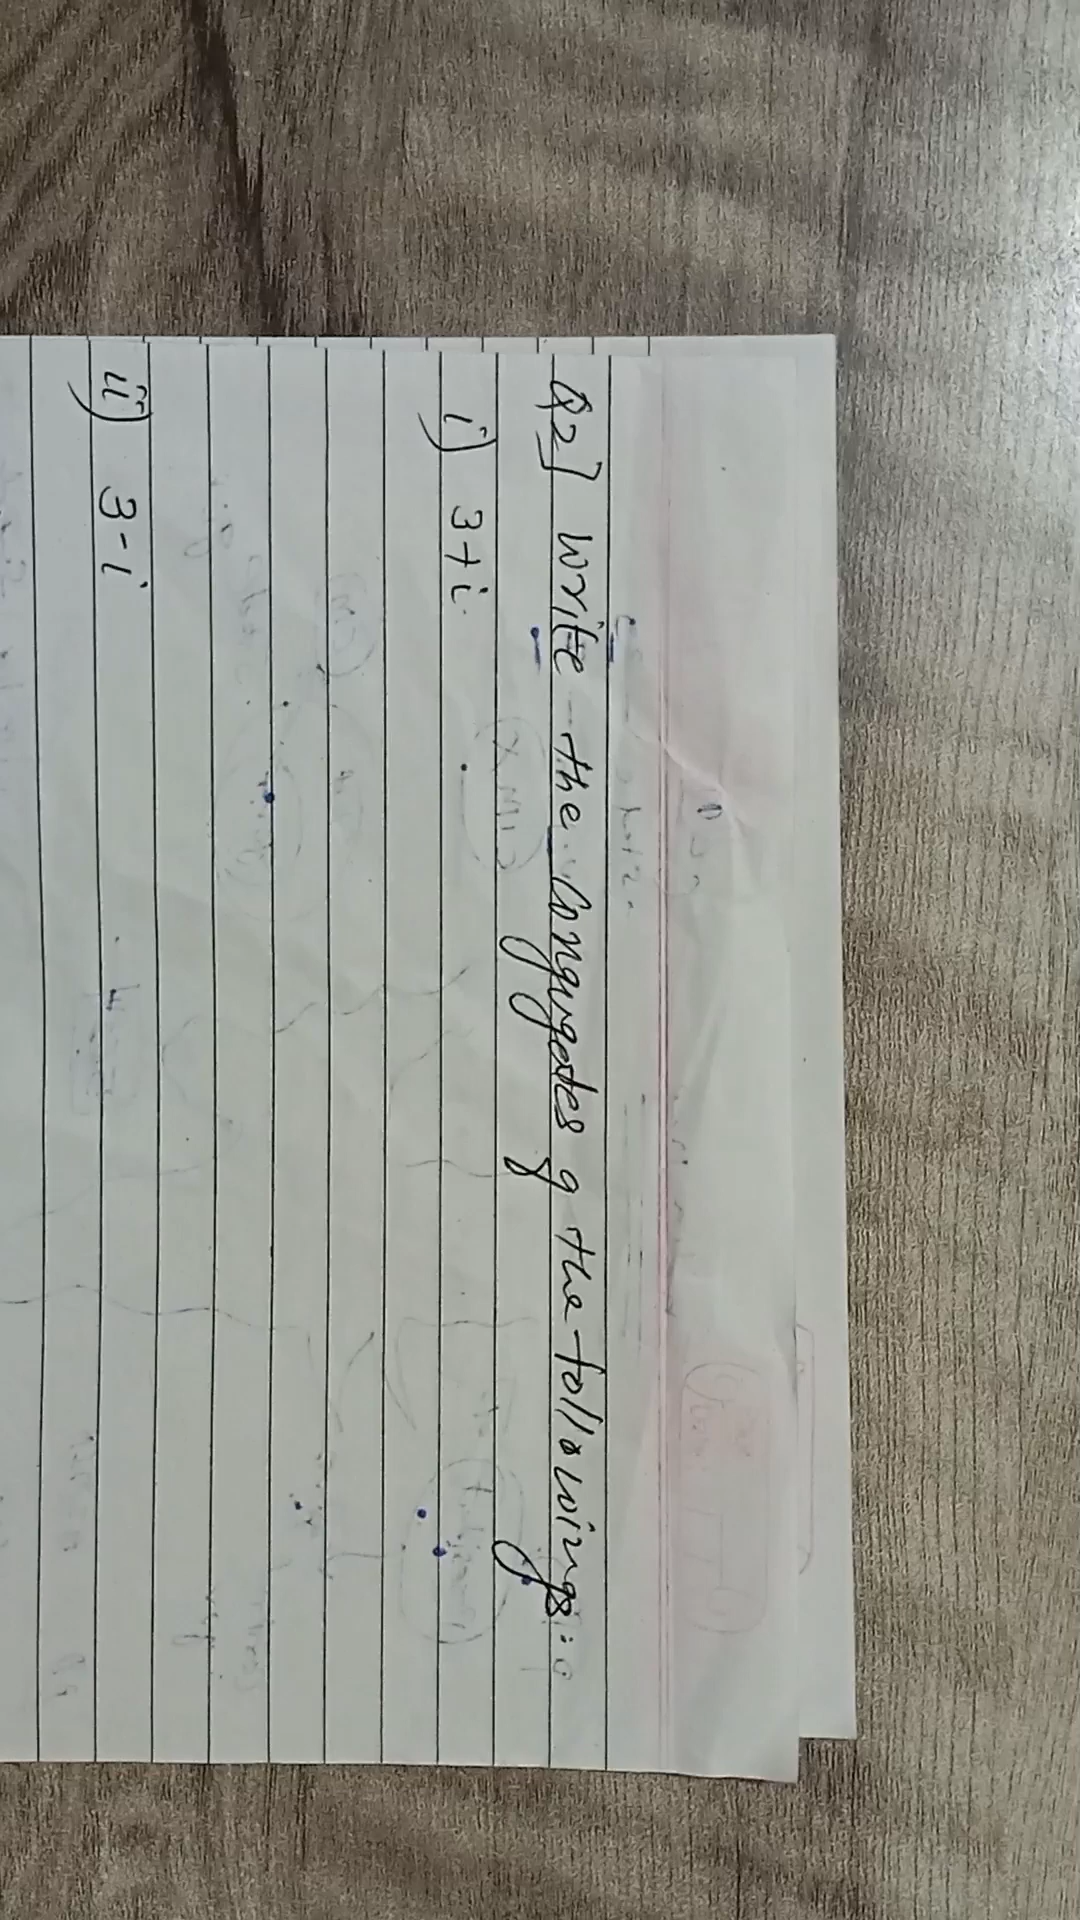 Q2] Write the Conjugates of the followings:-
i) 3+i
ii) 3-i